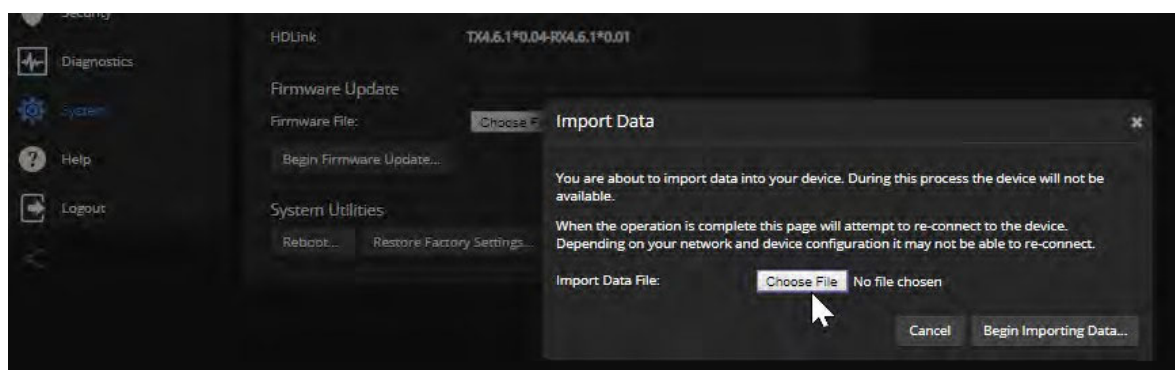 Security
HDLink TX4.6.1*0.04-RX4.6.1*0.01
Diagnostics
Firmware Update
System
Firmware File: Choose F
Import Data
Help
Begin Firmware Update...
You are about to import data into your device. During this process the device will not be
available.
Logout
System Utilities
When the operation is complete this page will attempt to re-connect to the device.
Reboot... Restore Factory Settings...
Depending on your network and device configuration it may not be able to re-connect.
Import Data File: Choose File No file chosen
Cancel Begin Importing Data...